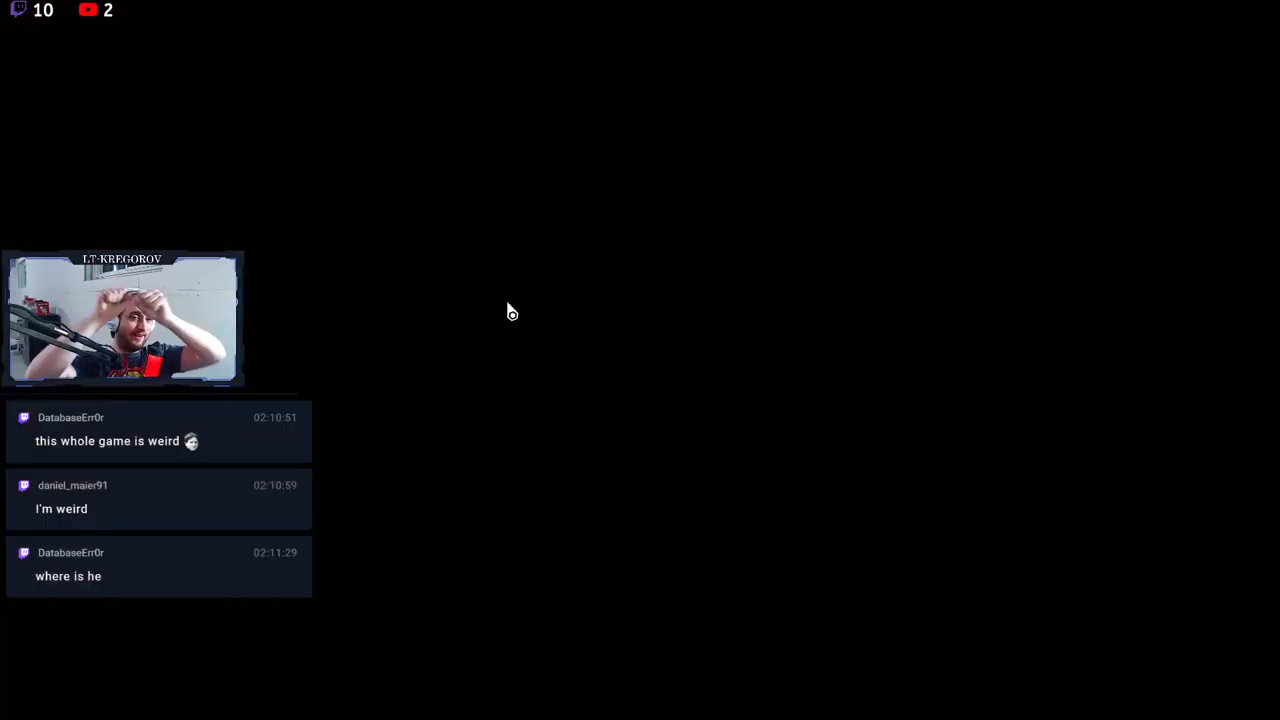 10 2
LT-KREGOROV
DatabaseErr0r 02:10:51
this whole game is weird
daniel_maier91 02:10:59
I'm weird
DatabaseErr0r 02:11:29
where is he